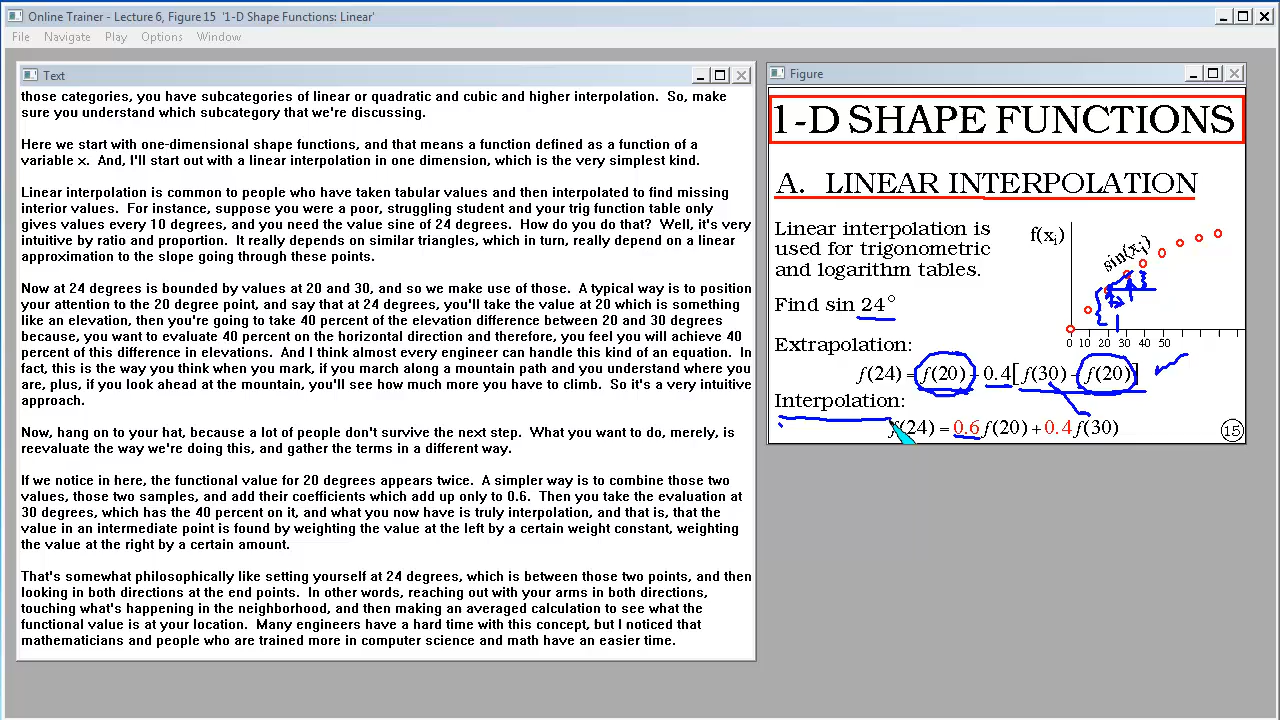 Online Trainer - Lecture 6, Figure 15 '1-D Shape Functions: Linear'
File Navigate Play Options Window
Text
those categories, you have subcategories of linear or quadratic and cubic and higher interpolation. So, make
sure you understand which subcategory that we're discussing.
Here we start with one-dimensional shape functions, and that means a function defined as a function of a
variable x. And, I'll start out with a linear interpolation in one dimension, which is the very simplest kind.
Linear interpolation is common to people who have taken tabular values and then interpolated to find missing
interior values. For instance, suppose you were a poor, struggling student and your trig function table only
gives values every 10 degrees, and you need the value sine of 24 degrees. How do you do that? Well, it's very
intuitive by ratio and proportion. It really depends on similar triangles, which in turn, really depend on a linear
approximation to the slope going through these points.
Now at 24 degrees is bounded by values at 20 and 30, and so we make use of those. A typical way is to position
your attention to the 20 degree point, and say that at 24 degrees, you'll take the value at 20 which is something
like an elevation, then you're going to take 40 percent of the elevation difference between 20 and 30 degrees
because, you want to evaluate 40 percent on the horizontal direction and therefore, you feel you will achieve 40
percent of this difference in elevations. And I think almost every engineer can handle this kind of an equation. In
fact, this is the way you think when you mark, if you march along a mountain path and you understand where you
are, plus, if you look ahead at the mountain, you'll see how much more you have to climb. So it's a very intuitive
approach.
Now, hang on to your hat, because a lot of people don't survive the next step. What you want to do, merely, is
reevaluate the way we're doing this, and gather the terms in a different way.
If we notice in here, the functional value for 20 degrees appears twice. A simpler way is to combine those two
values, those two samples, and add their coefficients which add up only to 0.6. Then you take the evaluation at
30 degrees, which has the 40 percent on it, and what you now have is truly interpolation, and that is, that the
value in an intermediate point is found by weighting the value at the left by a certain weight constant, weighting
the value at the right by a certain amount.
That's somewhat philosophically like setting yourself at 24 degrees, which is between those two points, and then
looking in both directions at the end points. In other words, reaching out with your arms in both directions,
touching what's happening in the neighborhood, and then making an averaged calculation to see what the
functional value is at your location. Many engineers have a hard time with this concept, but I noticed that
mathematicians and people who are trained more in computer science and math have an easier time.
Figure
1-D SHAPE FUNCTIONS
A. LINEAR INTERPOLATION
Linear interpolation is
used for trigonometric
and logarithm tables.
f(xi)
sin(xi)
0 10 20 30 40 50
Find sin 24°
Extrapolation:
f(24) = f(20) + 0.4[f(30) - f(20)]
Interpolation:
f(24) = 0.6 f(20) + 0.4 f(30)
15